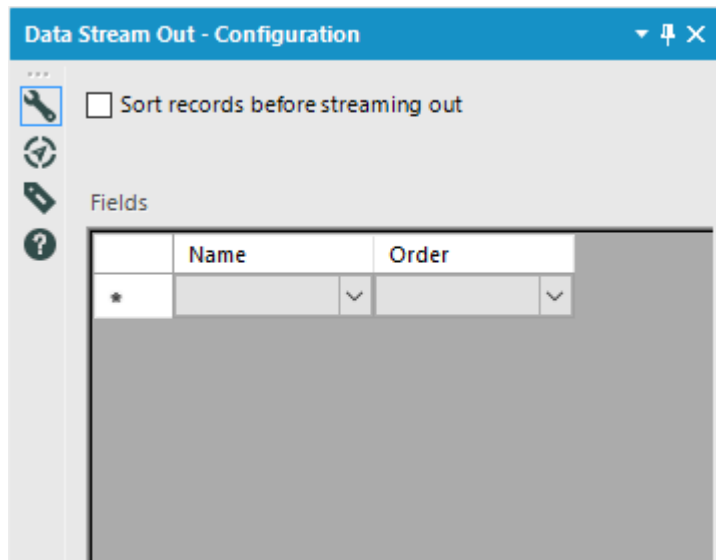 Data Stream Out - Configuration
Sort records before streaming out
Fields
Name Order
*